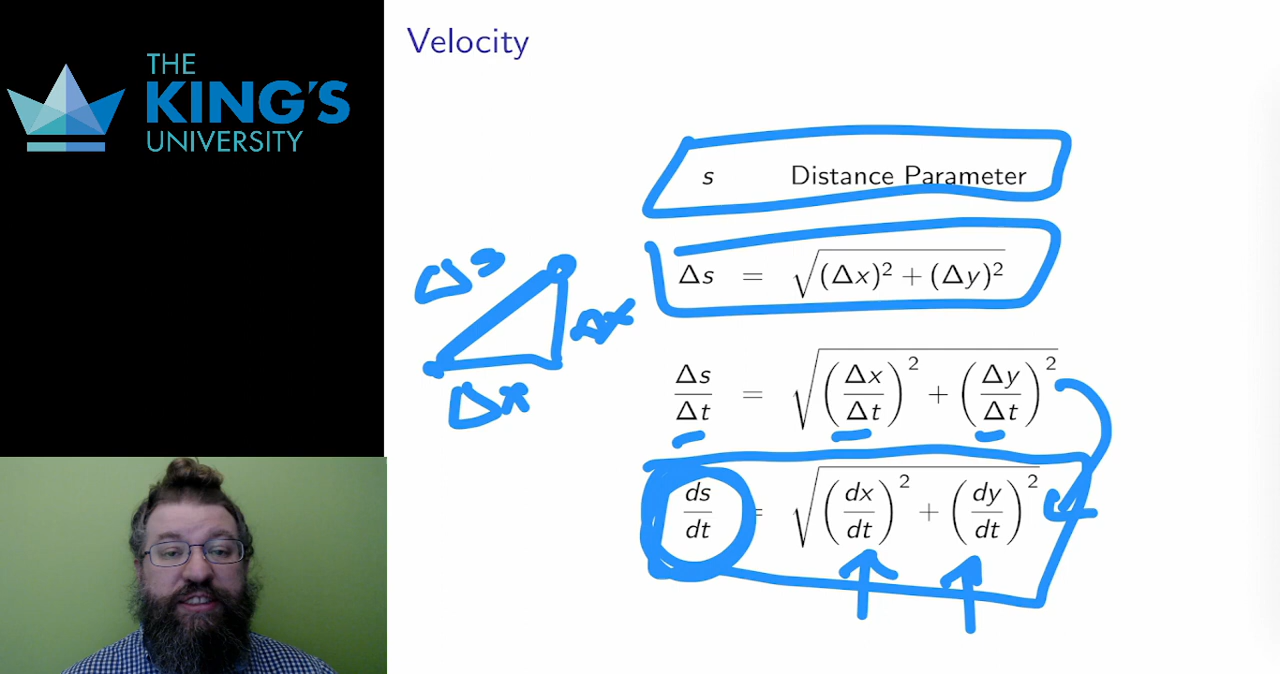 THE
KING'S
UNIVERSITY
Velocity
s Distance Parameter
Δs = √((Δx)² + (Δy)²)
Δs/Δt = √((Δx/Δt)² + (Δy/Δt)²)
ds/dt = √((dx/dt)² + (dy/dt)²)
Δs
Δx
Δx